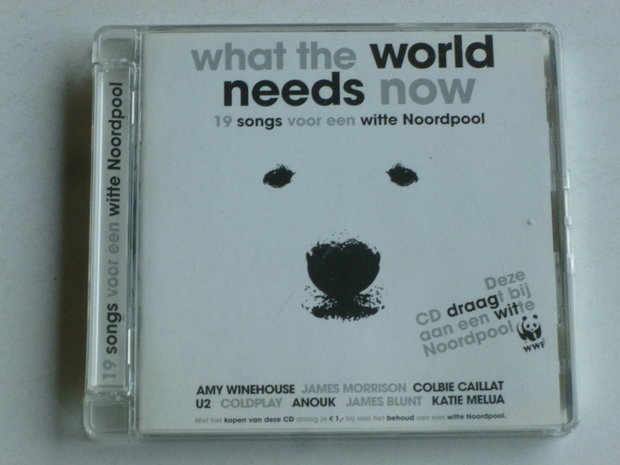 what the world
needs now
19 songs voor een witte Noordpool
19 songs voor een witte Noordpool
Deze
CD draagt bij
aan een witte
Noordpool
WWF
AMY WINEHOUSE JAMES MORRISON COLBIE CAILLAT
U2 COLDPLAY ANOUK JAMES BLUNT KATIE MELUA
Met het kopen van deze CD draag je € 1,- bij aan het behoud van een witte Noordpool.